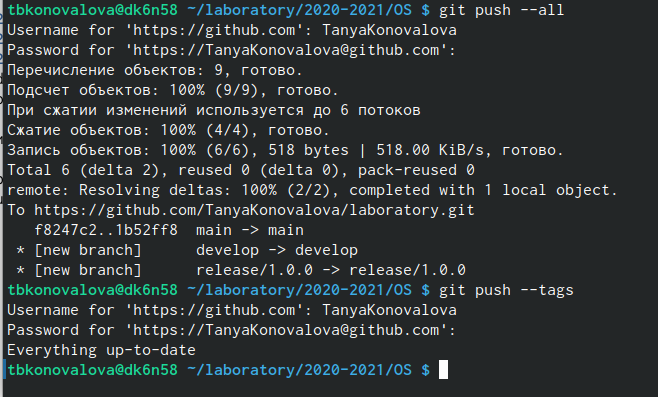 tbkonovalova@dk6n58 ~/laboratory/2020-2021/OS $ git push --all
Username for 'https://github.com': TanyaKonovalova
Password for 'https://TanyaKonovalova@github.com':
Перечисление объектов: 9, готово.
Подсчет объектов: 100% (9/9), готово.
При сжатии изменений используется до 6 потоков
Сжатие объектов: 100% (4/4), готово.
Запись объектов: 100% (6/6), 518 bytes | 518.00 KiB/s, готово.
Total 6 (delta 2), reused 0 (delta 0), pack-reused 0
remote: Resolving deltas: 100% (2/2), completed with 1 local object.
To https://github.com/TanyaKonovalova/laboratory.git
   f8247c2..1b52ff8  main -> main
 * [new branch]      develop -> develop
 * [new branch]      release/1.0.0 -> release/1.0.0
tbkonovalova@dk6n58 ~/laboratory/2020-2021/OS $ git push --tags
Username for 'https://github.com': TanyaKonovalova
Password for 'https://TanyaKonovalova@github.com':
Everything up-to-date
tbkonovalova@dk6n58 ~/laboratory/2020-2021/OS $